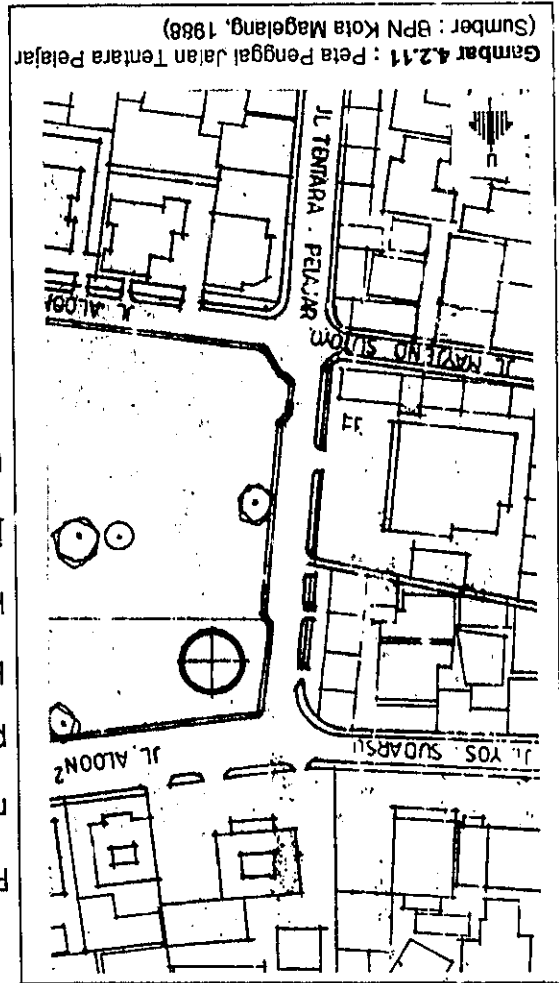 JL. ALOON²
JL. YOS SUDARSO
JL MAYJEND SUTOYO
JL TENTARA - PELAJAR
JL ALOON
U
Gambar 4.2.11 : Peta Penggal Jalan Tentara Pelajar
(Sumber : BPN Kota Magelang, 1988)